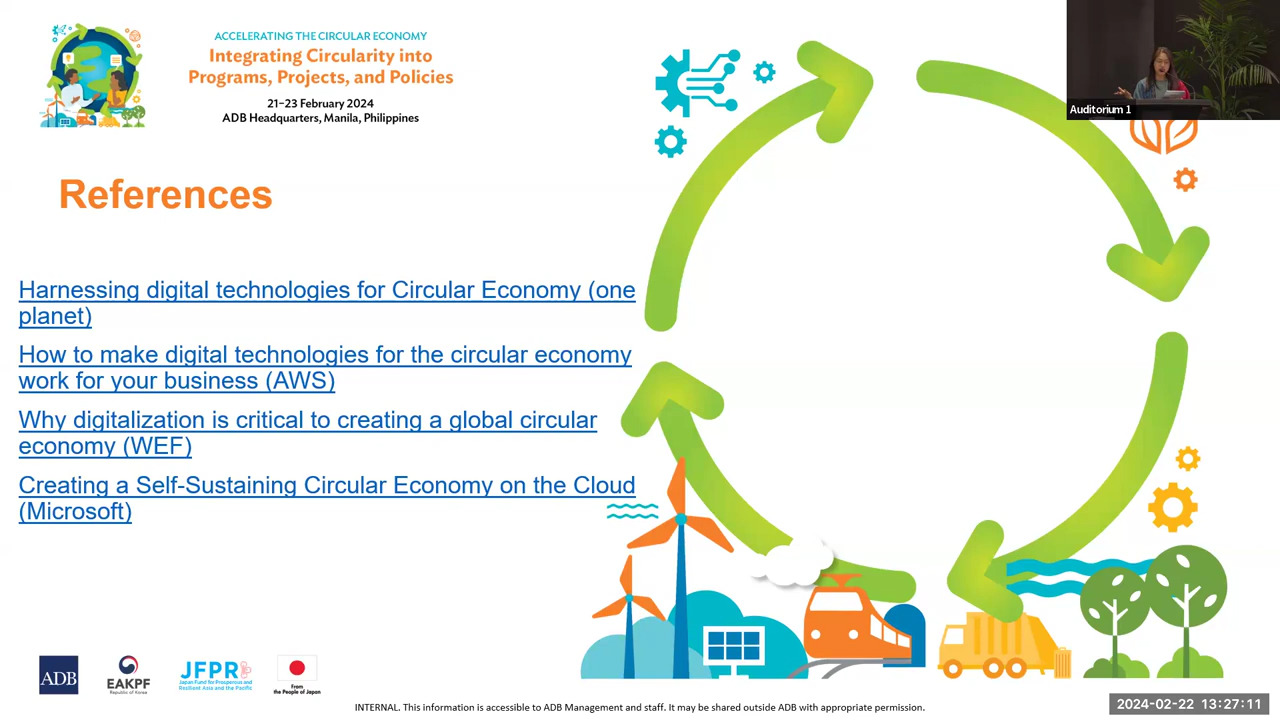 ACCELERATING THE CIRCULAR ECONOMY
Integrating Circularity into
Programs, Projects, and Policies
21–23 February 2024
ADB Headquarters, Manila, Philippines
Auditorium 1
References
Harnessing digital technologies for Circular Economy (one
planet)
How to make digital technologies for the circular economy
work for your business (AWS)
Why digitalization is critical to creating a global circular
economy (WEF)
Creating a Self-Sustaining Circular Economy on the Cloud
(Microsoft)
ADB
EAKPF
Republic of Korea
JFPR
Japan Fund for Prosperous and
Resilient Asia and the Pacific
From
the People of Japan
INTERNAL. This information is accessible to ADB Management and staff. It may be shared outside ADB with appropriate permission.
2024-02-22 13:27:11